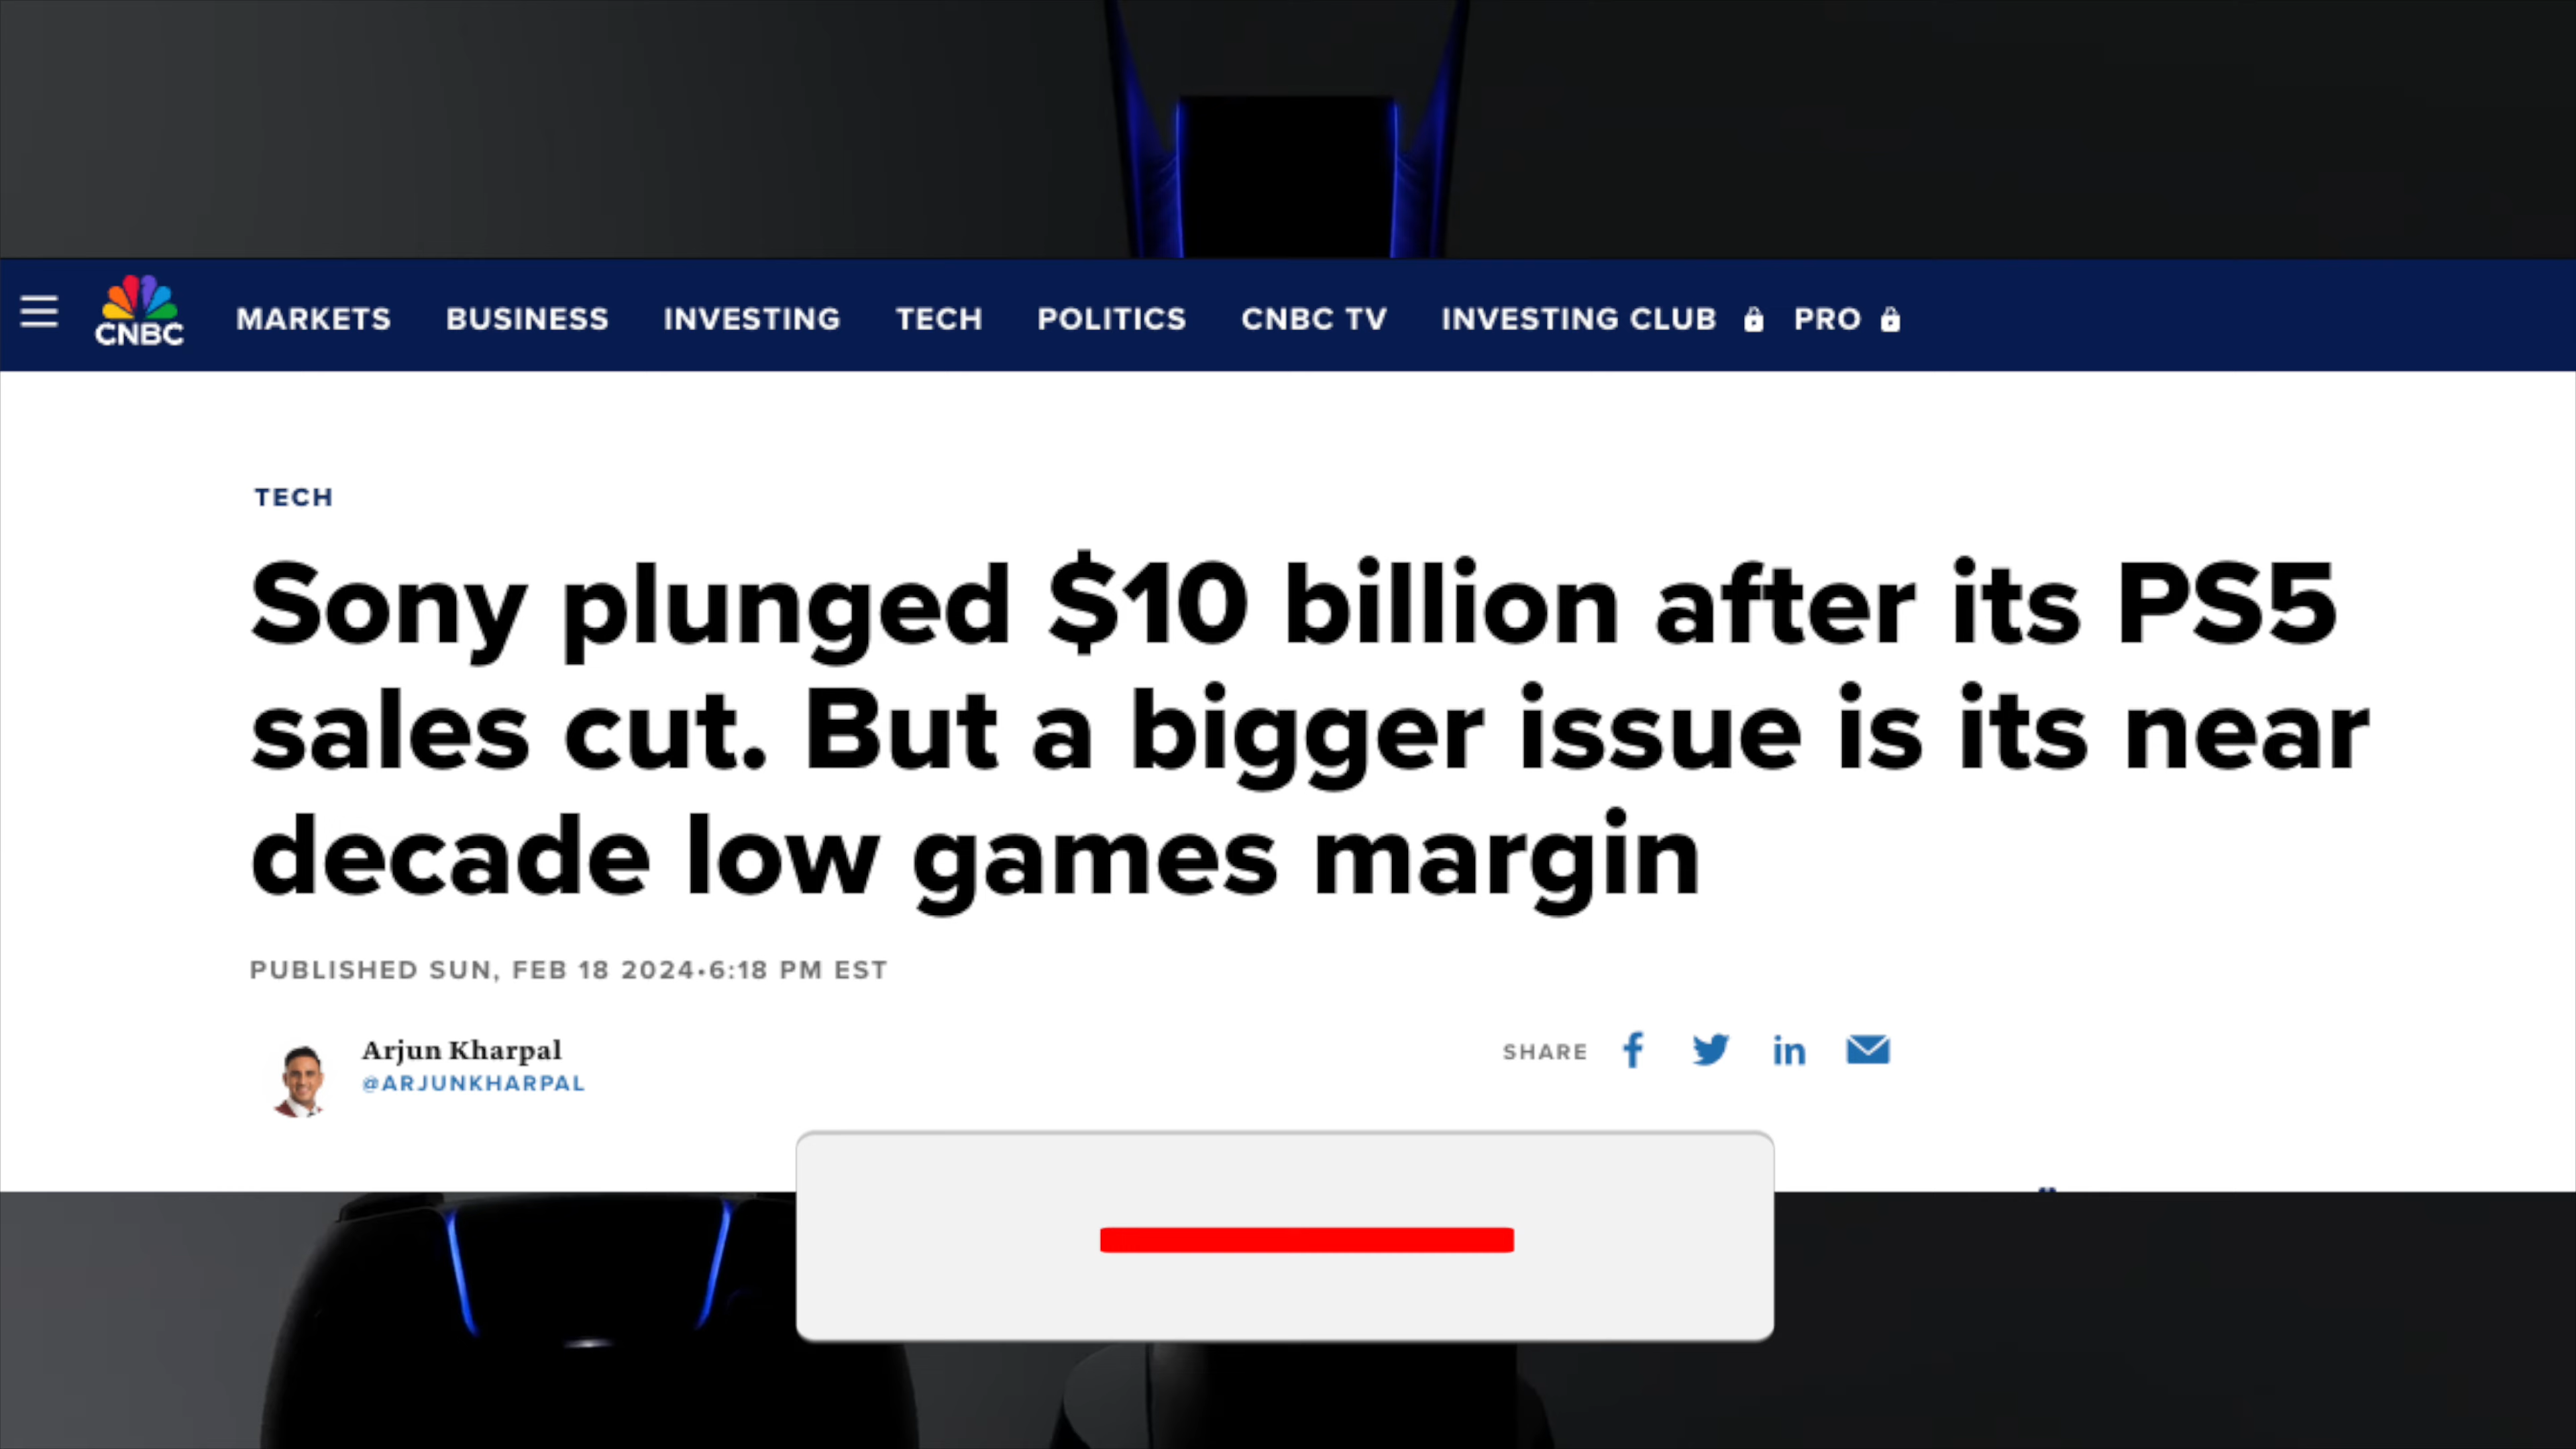 CNBC
MARKETS BUSINESS INVESTING TECH POLITICS CNBC TV INVESTING CLUB PRO
TECH
Sony plunged $10 billion after its PS5
sales cut. But a bigger issue is its near
decade low games margin
PUBLISHED SUN, FEB 18 2024•6:18 PM EST
Arjun Kharpal
@ARJUNKHARPAL
SHARE f in